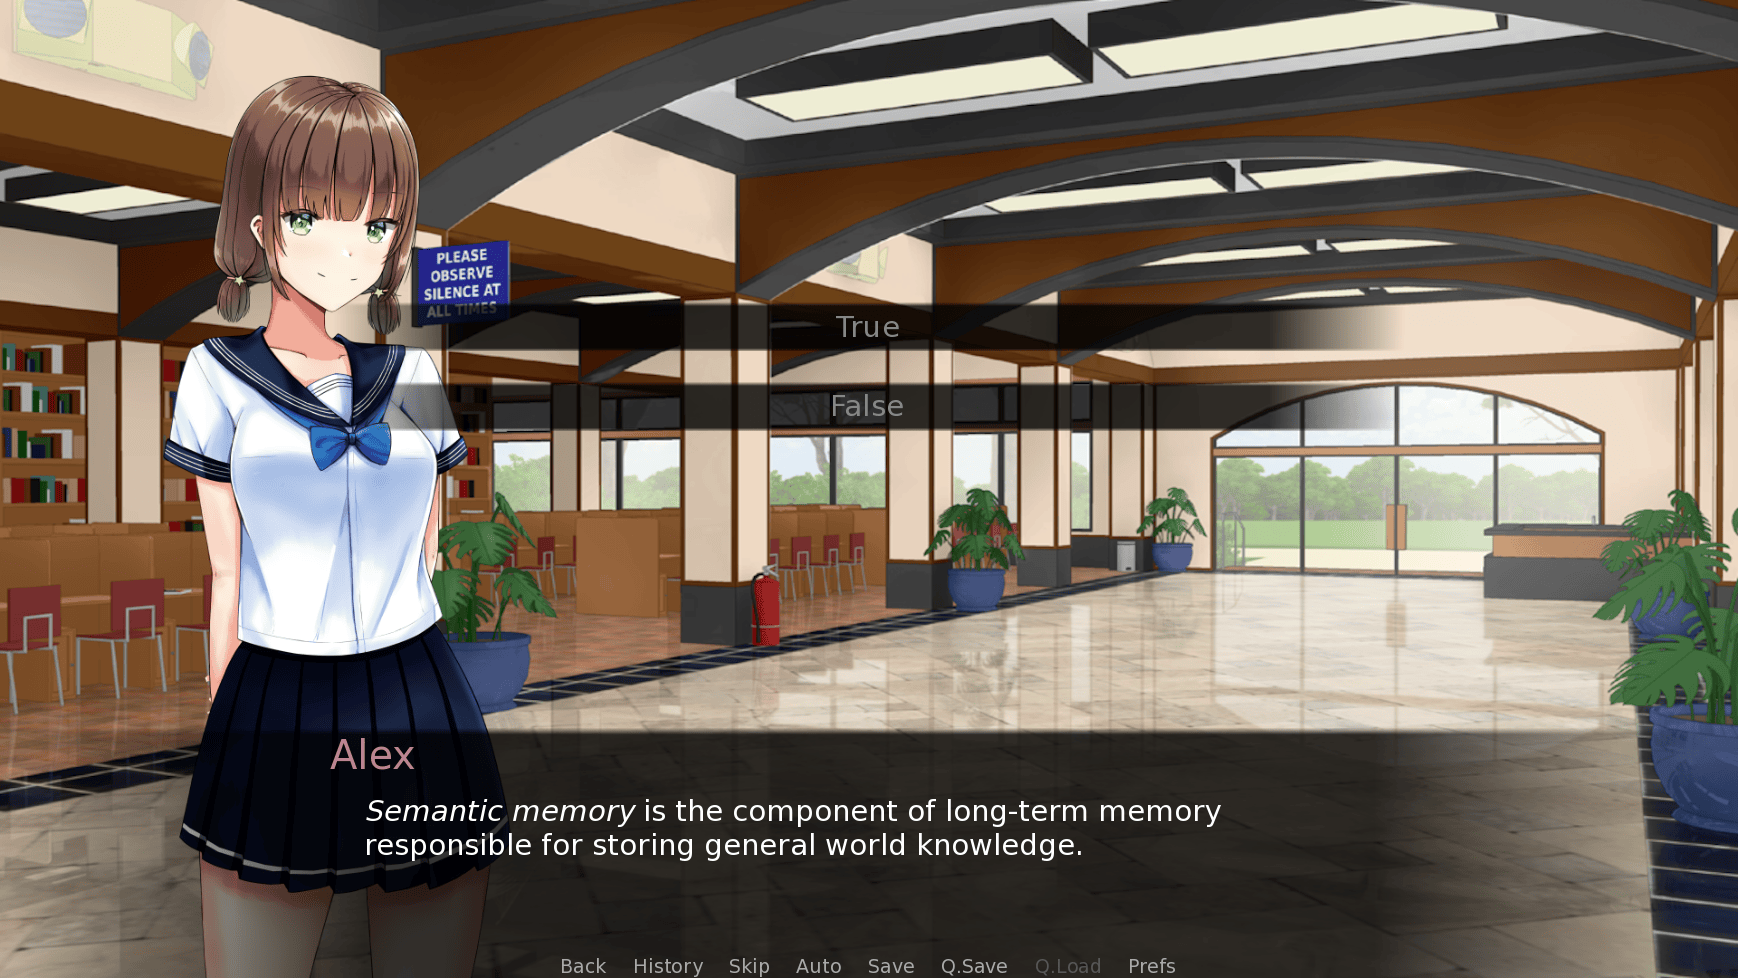 PLEASE
OBSERVE
SILENCE AT
ALL TIMES
True
False
Alex
Semantic memory is the component of long-term memory
responsible for storing general world knowledge.
Back History Skip Auto Save Q.Save Q.Load Prefs